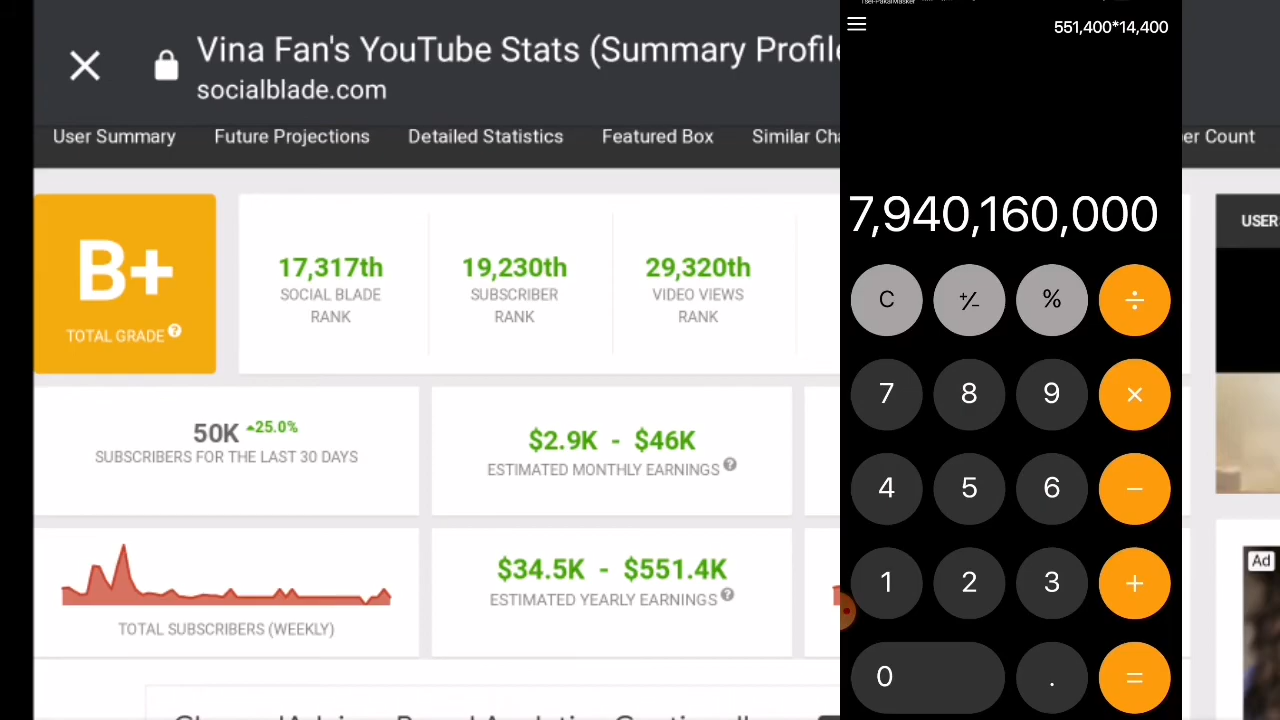 Vina Fan's YouTube Stats (Summary Profile
socialblade.com
User Summary Future Projections Detailed Statistics Featured Box Similar Cha
er Count
B+
TOTAL GRADE ?
17,317th
SOCIAL BLADE
RANK
19,230th
SUBSCRIBER
RANK
29,320th
VIDEO VIEWS
RANK
50K 25.0%
SUBSCRIBERS FOR THE LAST 30 DAYS
$2.9K - $46K
ESTIMATED MONTHLY EARNINGS ?
TOTAL SUBSCRIBERS (WEEKLY)
$34.5K - $551.4K
ESTIMATED YEARLY EARNINGS ?
551,400*14,400
7,940,160,000
C +/- % ÷
7 8 9 ×
4 5 6 −
1 2 3 +
0 . =
USER
Ad